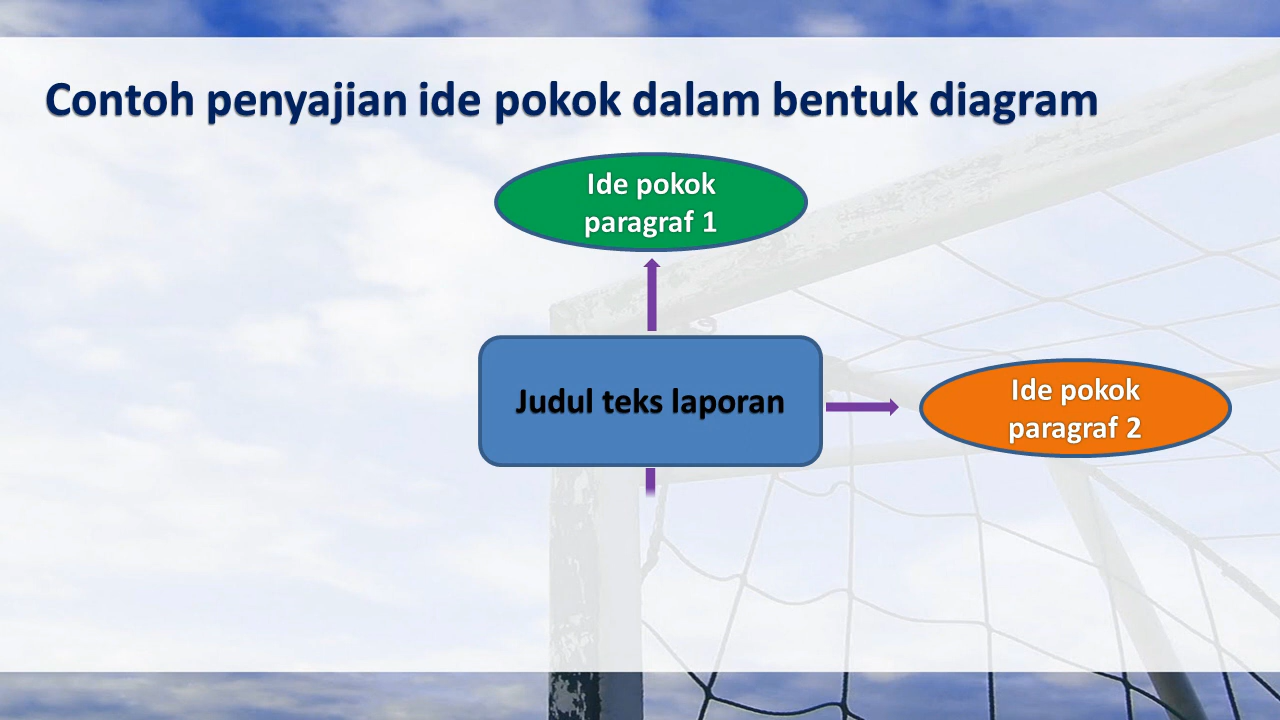 Contoh penyajian ide pokok dalam bentuk diagram
Ide pokok
paragraf 1
Judul teks laporan
Ide pokok
paragraf 2